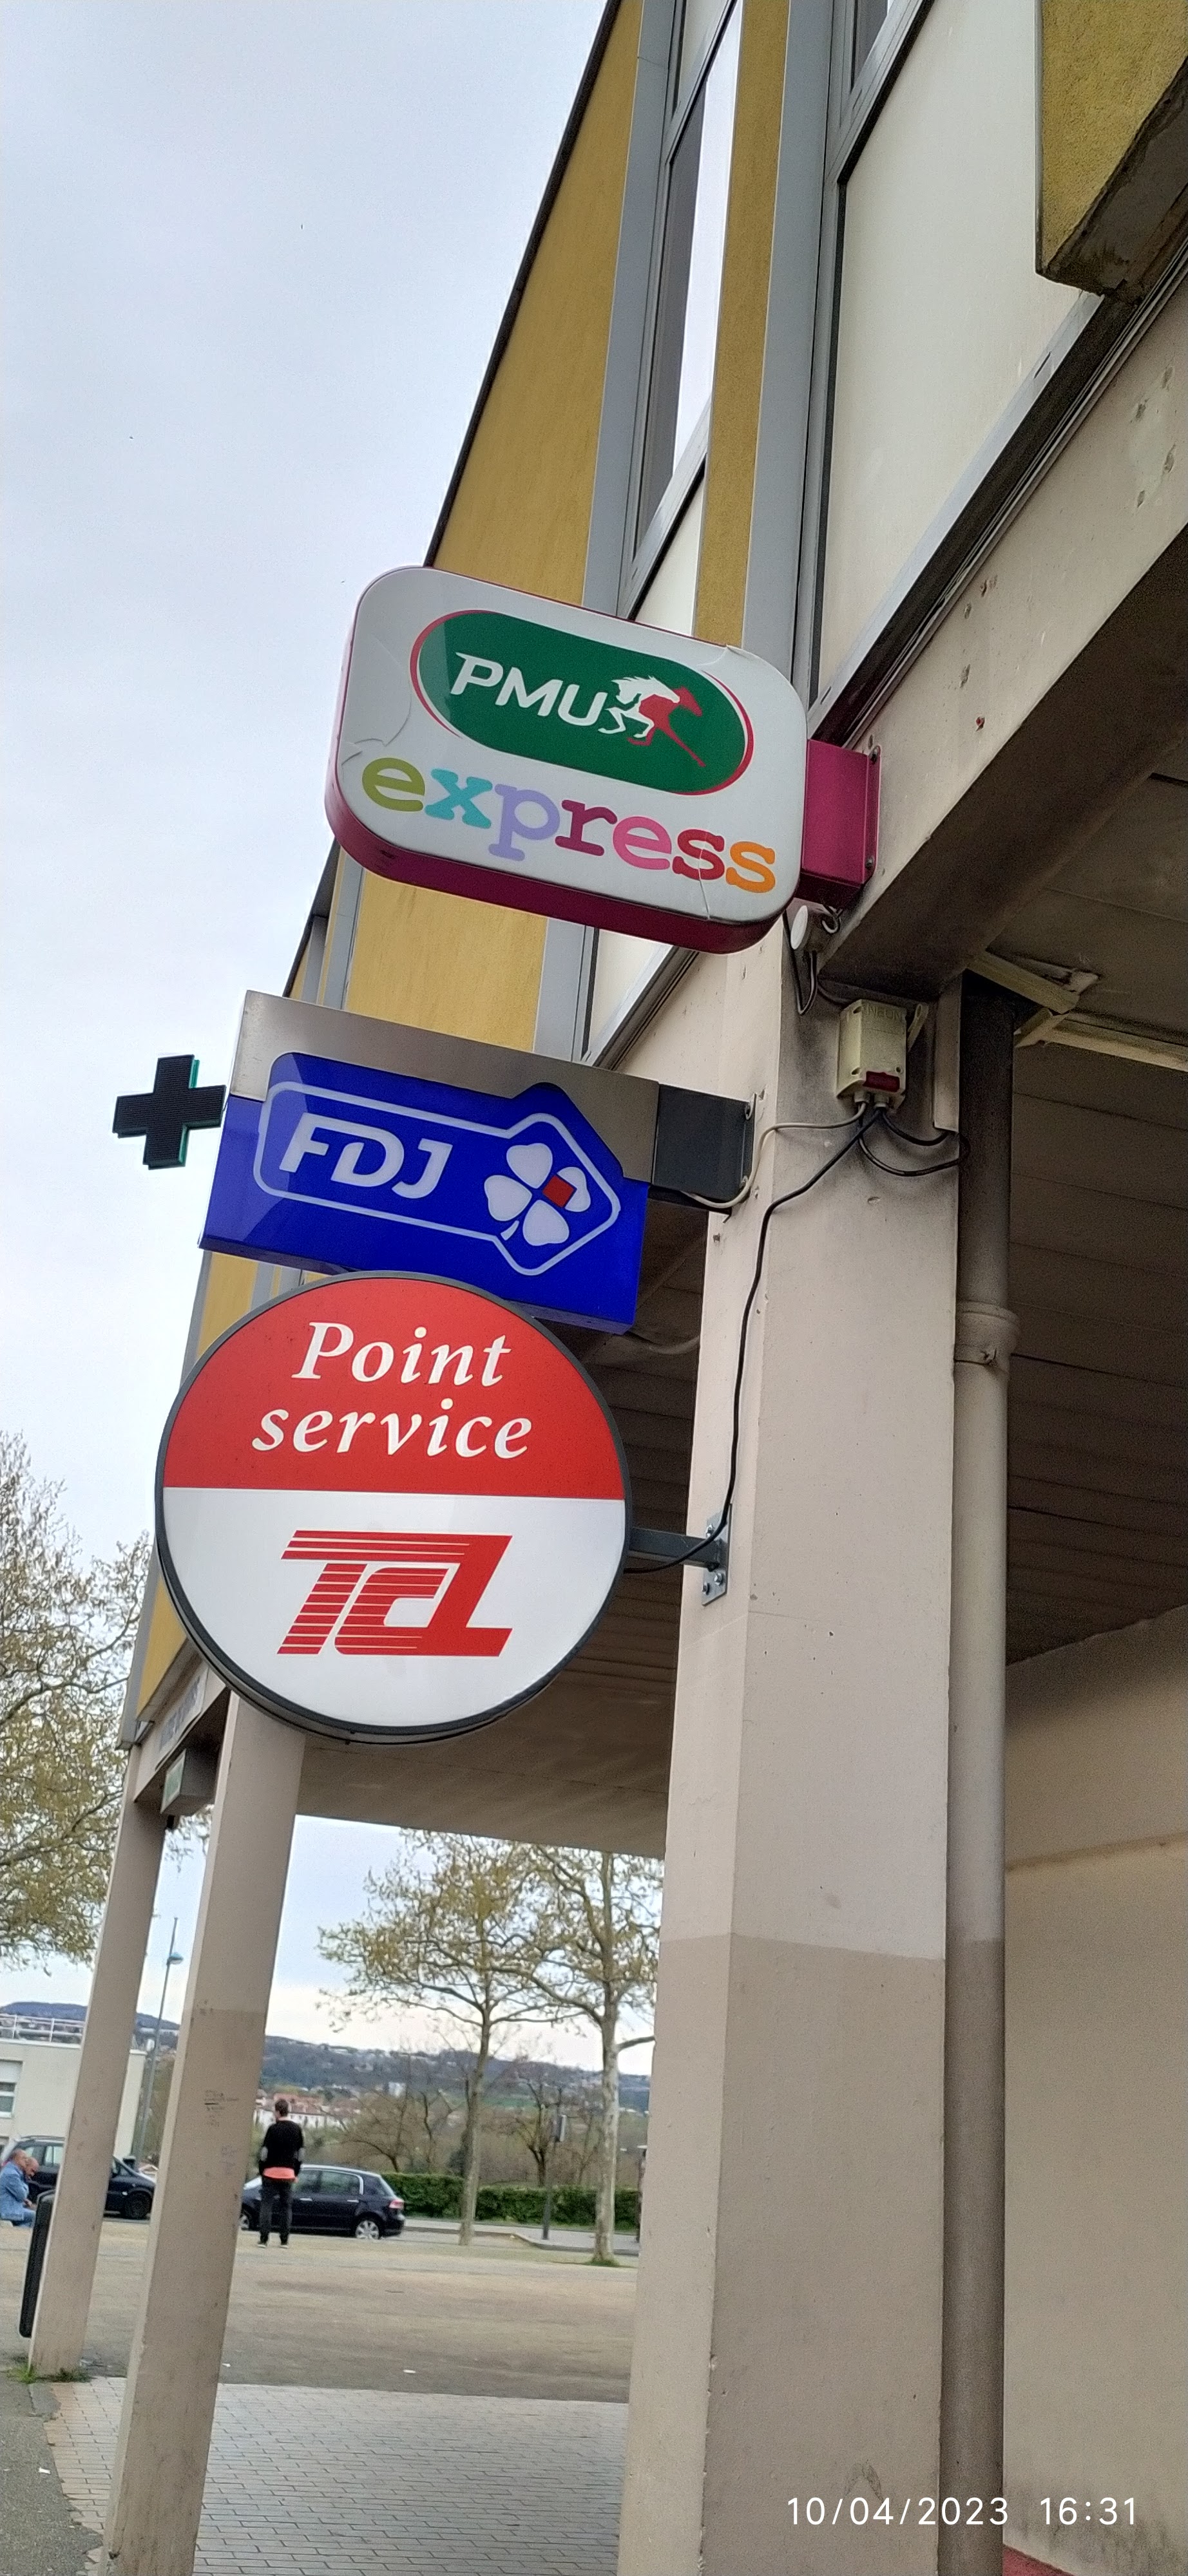 PMU
express
FDJ
Point
service
TCL
10/04/2023 16:31